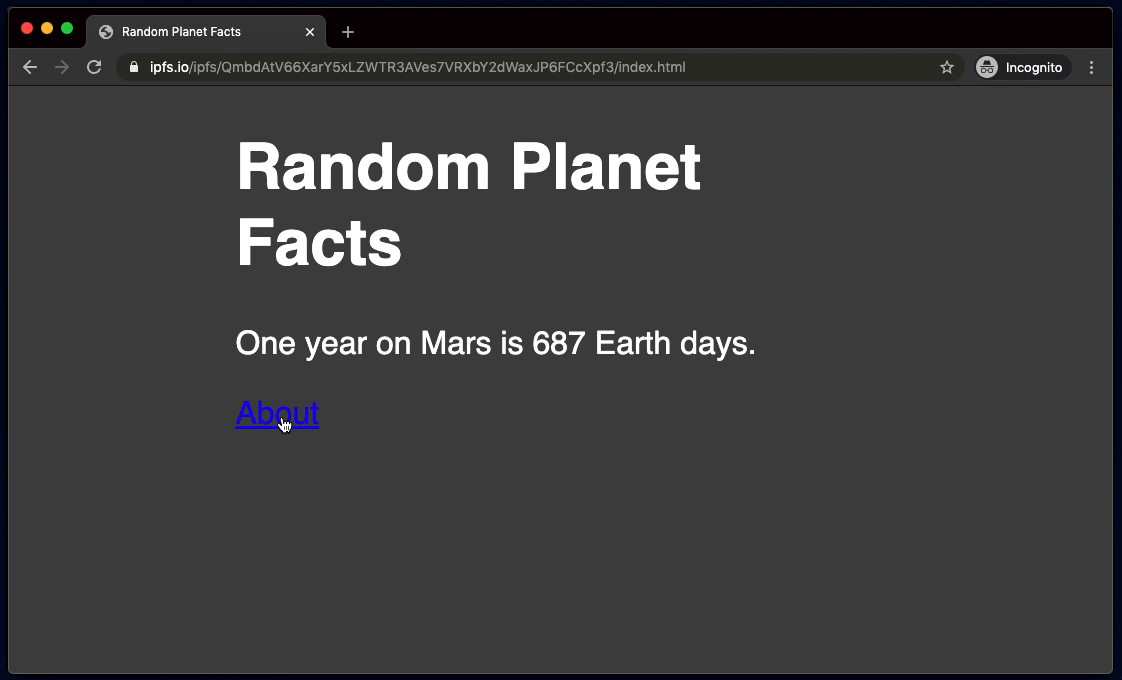 Random Planet Facts
ipfs.io/ipfs/QmbdAtV66XarY5xLZWTR3AVes7VRXbY2dWaxJP6FCcXpf3/index.html
Incognito
Random Planet
Facts
One year on Mars is 687 Earth days.
About